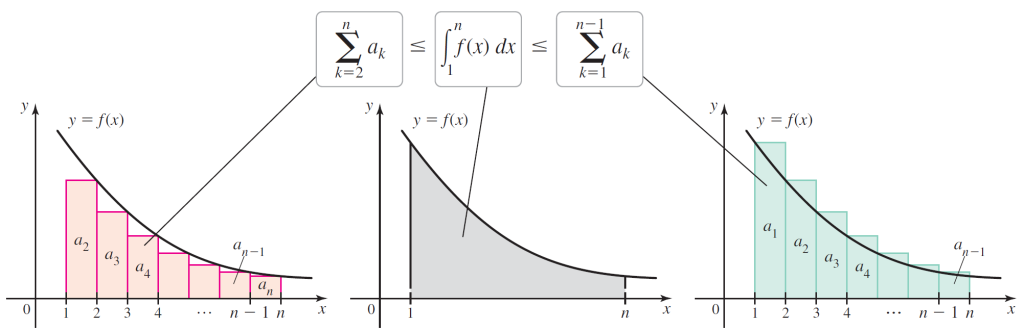 n n n−1
∑ a_k ≤ ∫ f(x) dx ≤ ∑ a_k
k=2 1 k=1
y y = f(x)
a_2 a_3 a_4 a_{n−1} a_n
0 1 2 3 4 ⋯ n − 1 n x
y y = f(x)
0 1 n x
y y = f(x)
a_1 a_2 a_3 a_4 a_{n−1}
0 1 2 3 4 ⋯ n − 1 n x